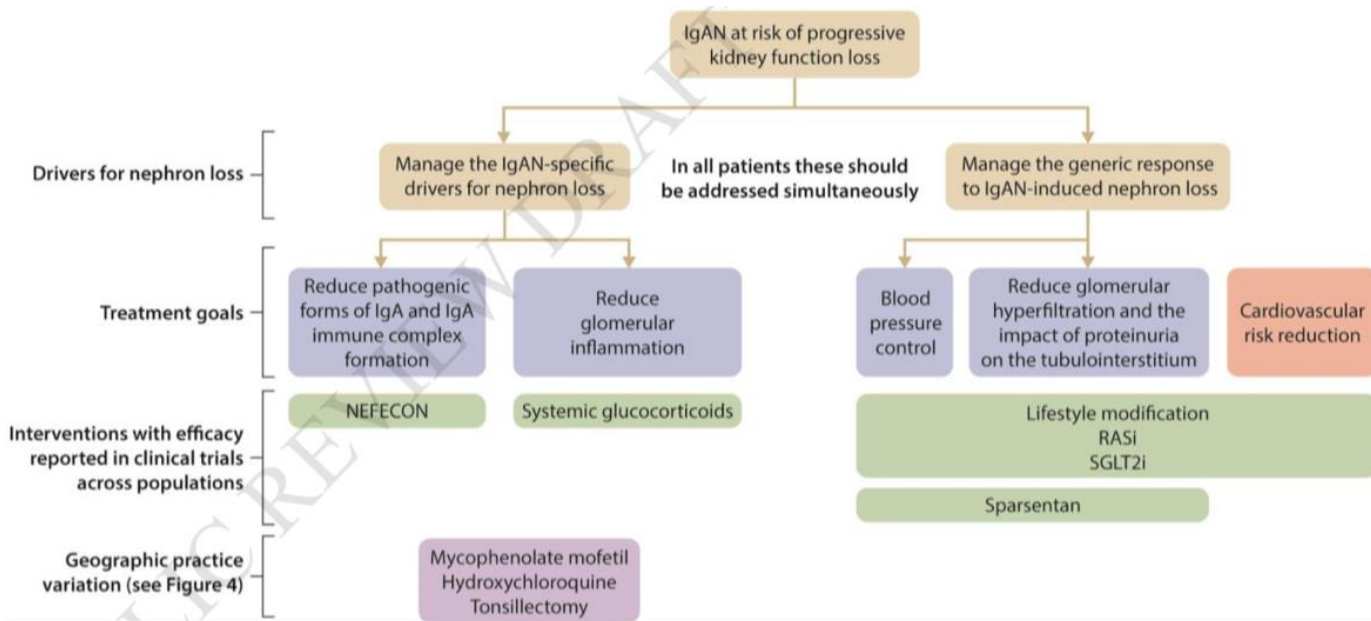 IgAN at risk of progressive
kidney function loss
Drivers for nephron loss
Manage the IgAN-specific
drivers for nephron loss
In all patients these should
be addressed simultaneously
Manage the generic response
to IgAN-induced nephron loss
Treatment goals
Reduce pathogenic
forms of IgA and IgA
immune complex
formation
Reduce
glomerular
inflammation
Blood
pressure
control
Reduce glomerular
hyperfiltration and the
impact of proteinuria
on the tubulointerstitium
Cardiovascular
risk reduction
Interventions with efficacy
reported in clinical trials
across populations
NEFECON
Systemic glucocorticoids
Lifestyle modification
RASi
SGLT2i
Sparsentan
Geographic practice
variation (see Figure 4)
Mycophenolate mofetil
Hydroxychloroquine
Tonsillectomy
LIC REVIEW DRAFT